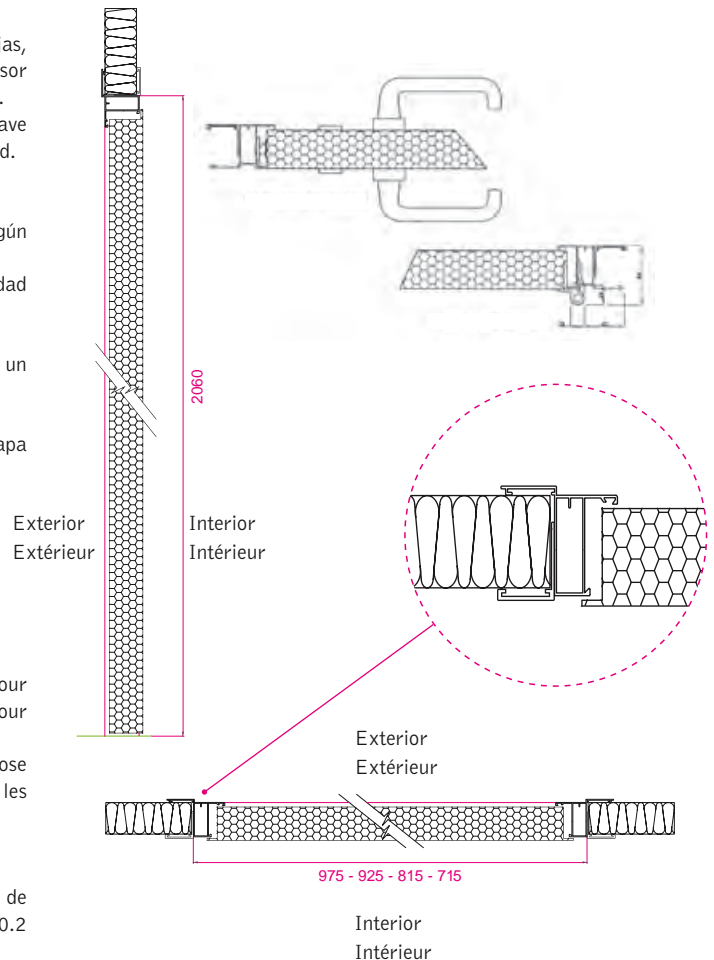 jas,
sor
.
ave
d.
gún
dad
un
apa
2060
Exterior
Extérieur
Interior
Intérieur
our
our
ose
les
Exterior
Extérieur
975 - 925 - 815 - 715
de
0.2
Interior
Intérieur